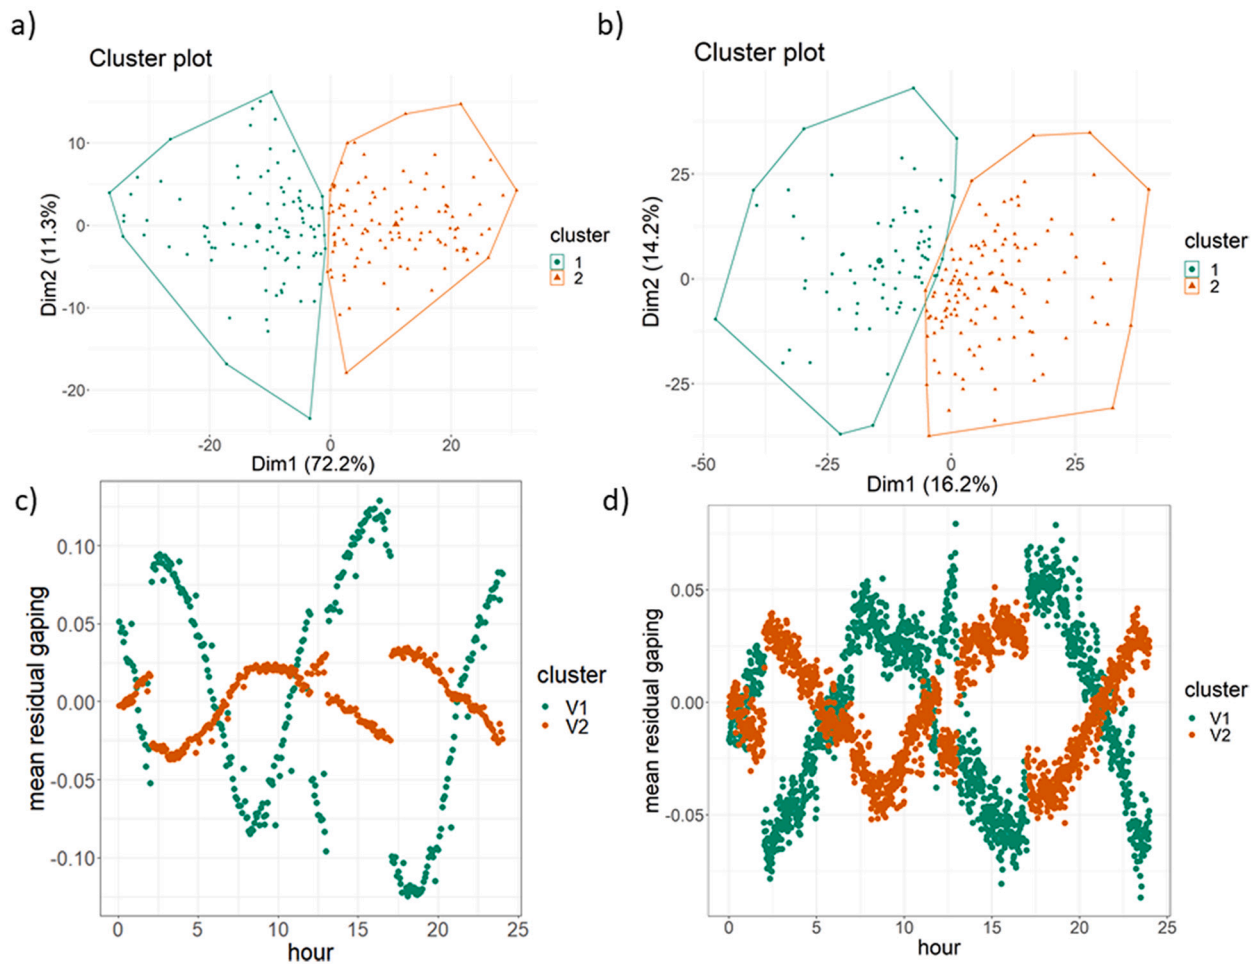 a)
Cluster plot
10
0
-10
-20
Dim2 (11.3%)
-20
0
20
Dim1 (72.2%)
cluster
1
2
b)
Cluster plot
25
0
-25
Dim2 (14.2%)
-50
-25
0
25
Dim1 (16.2%)
cluster
1
2
c)
0.10
0.05
0.00
-0.05
-0.10
mean residual gaping
0
5
10
15
20
25
hour
cluster
V1
V2
d)
0.05
0.00
-0.05
mean residual gaping
0
5
10
15
20
25
hour
cluster
V1
V2